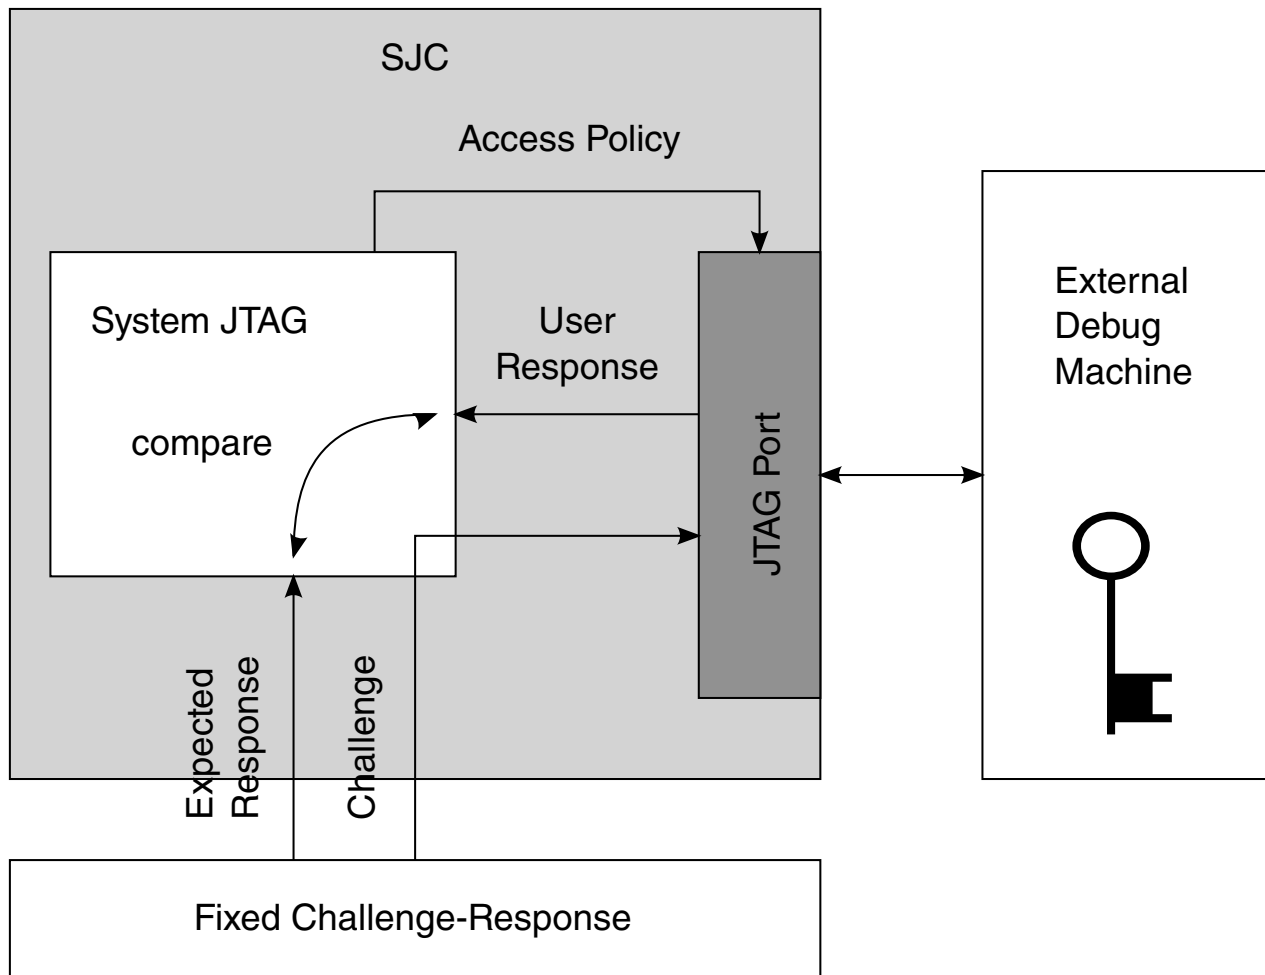 SJC
Access Policy
System JTAG
compare
User
Response
JTAG Port
External
Debug
Machine
Expected
Response
Challenge
Fixed Challenge-Response